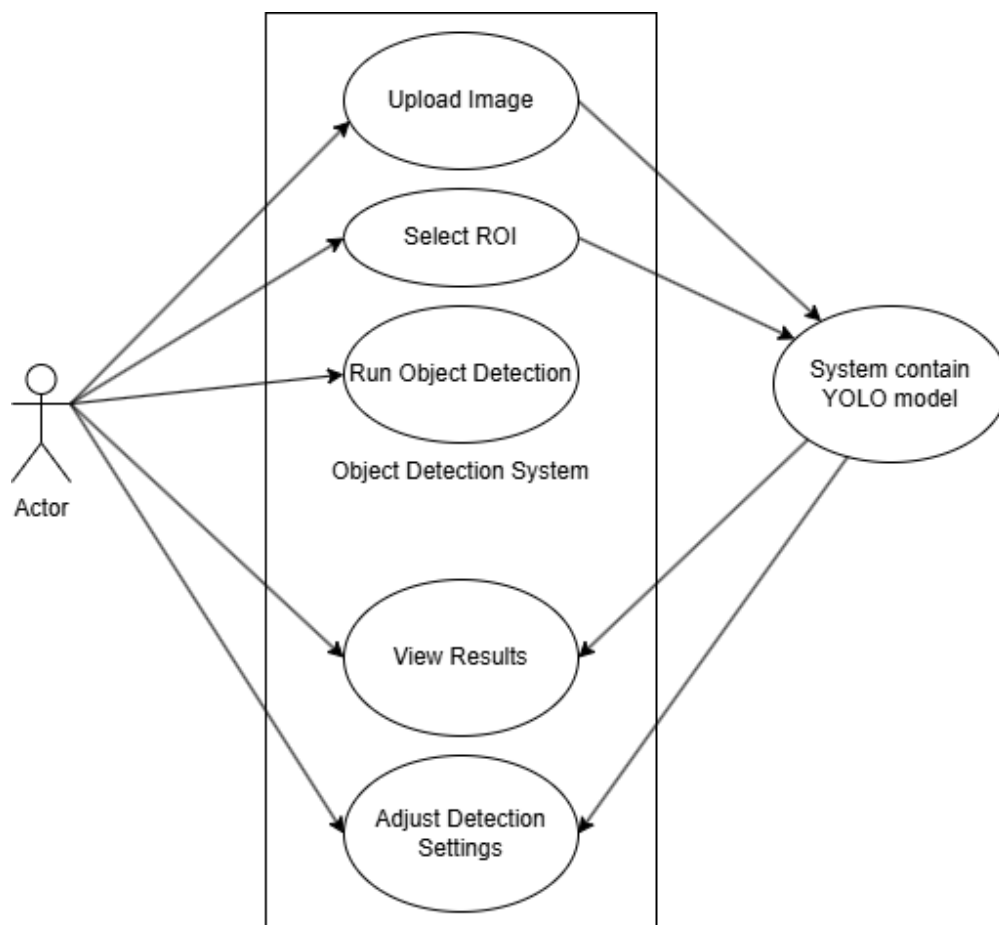 Upload Image
Select ROI
Run Object Detection
Object Detection System
Actor
System contain
YOLO model
View Results
Adjust Detection
Settings